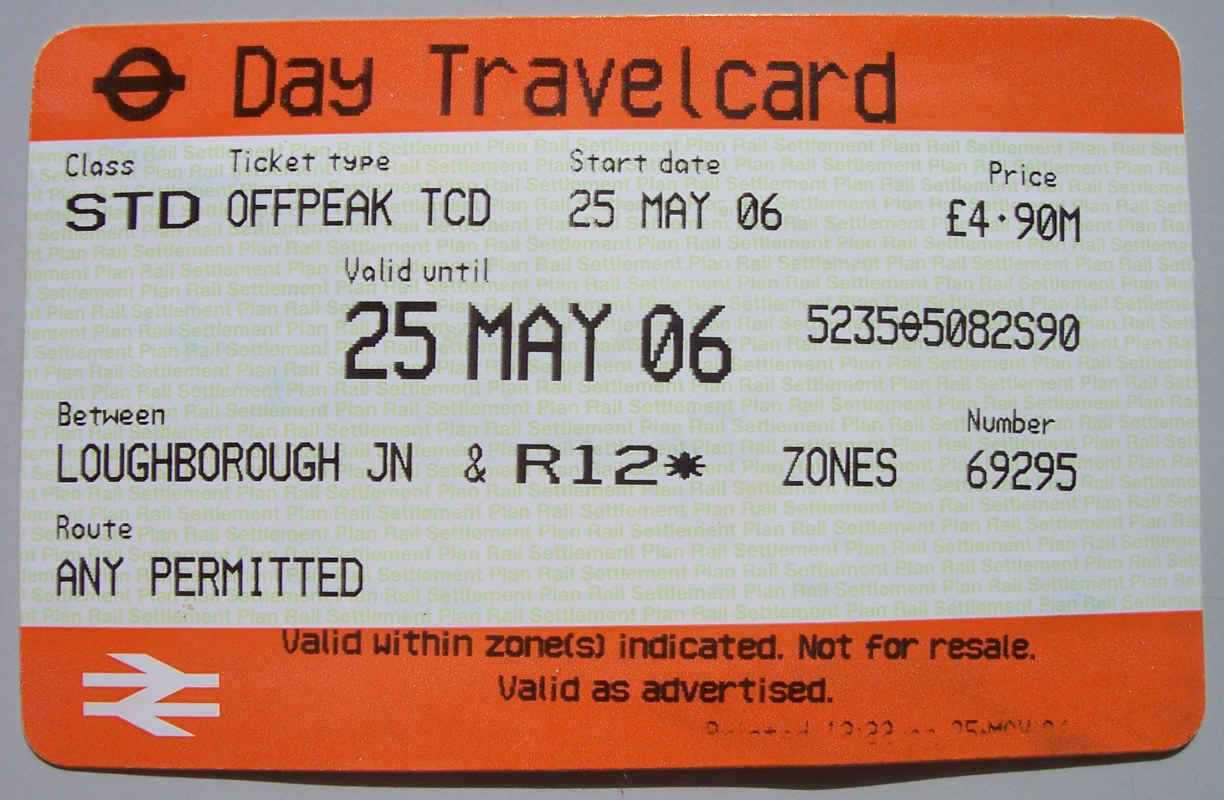 Day Travelcard
Class Ticket type Start date Price
STD OFFPEAK TCD 25 MAY 06 £4·90M
Valid until
25 MAY 06 5235⊖5082S90
Between Number
LOUGHBOROUGH JN & R12* ZONES 69295
Route
ANY PERMITTED
Valid within zone(s) indicated. Not for resale.
Valid as advertised.